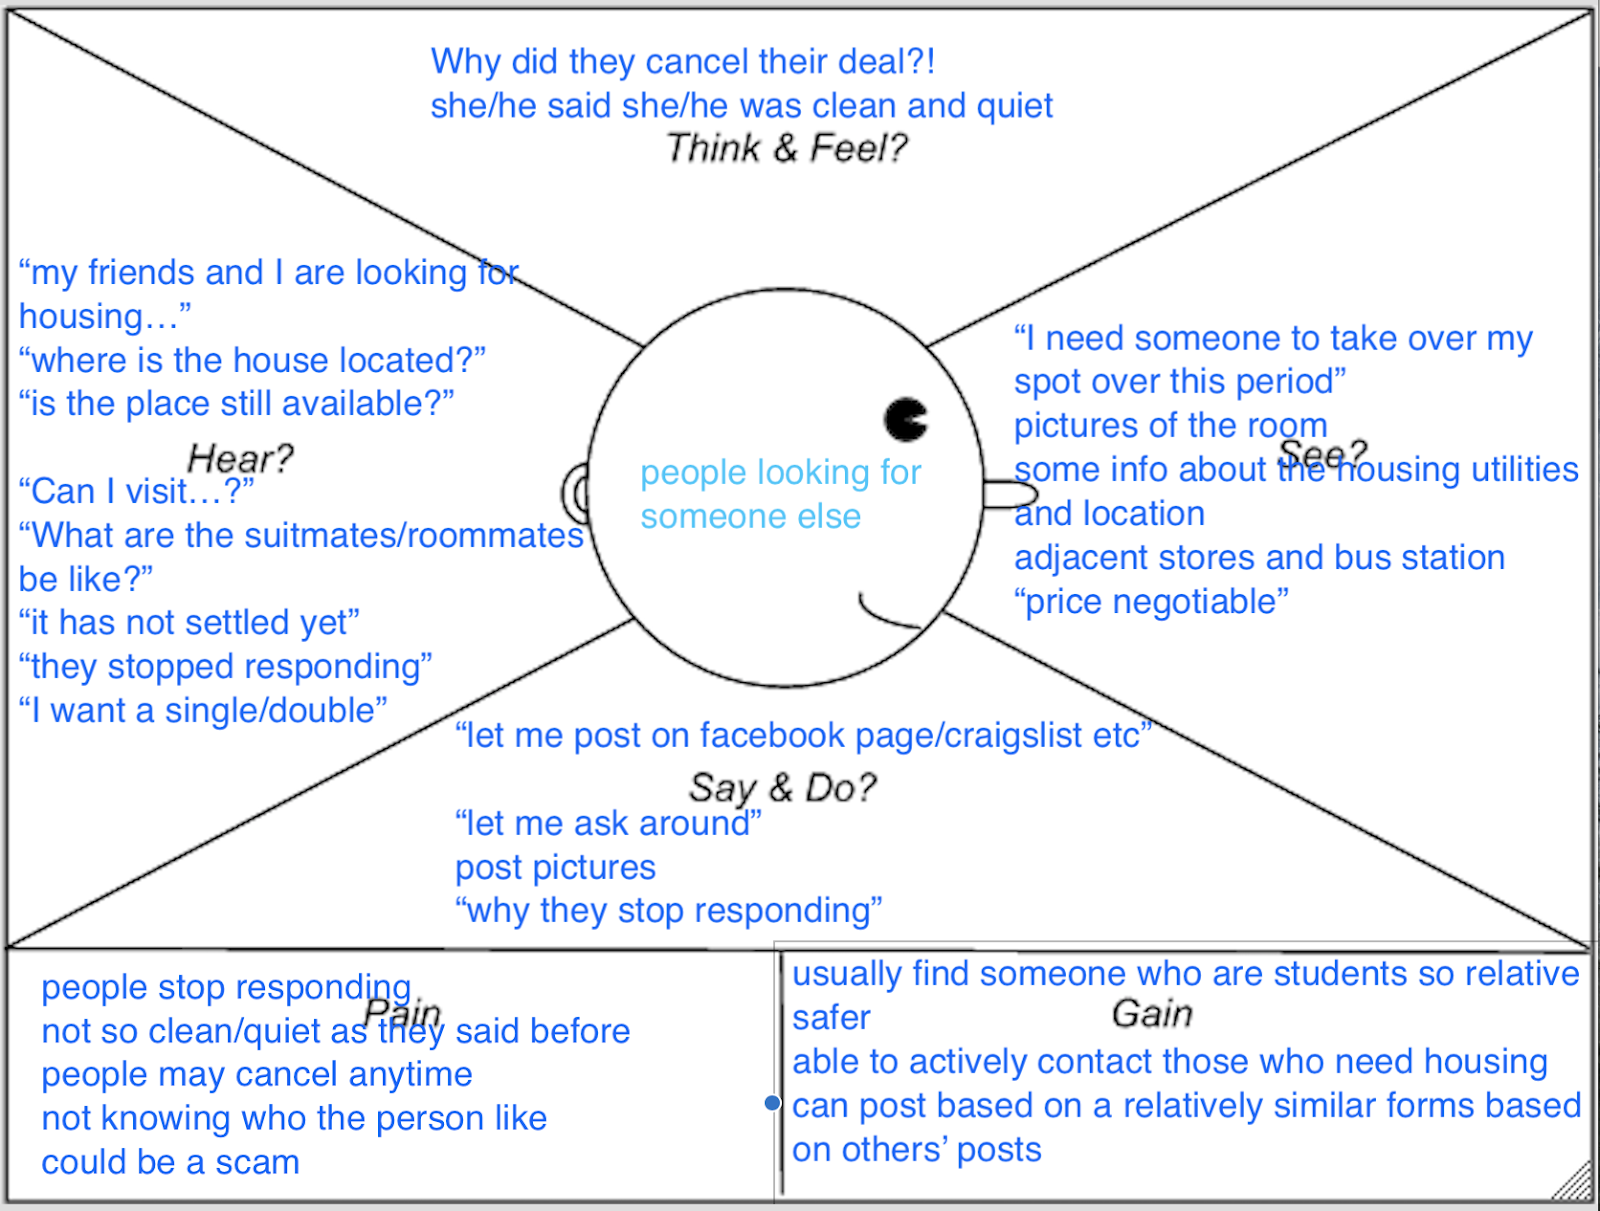 Why did they cancel their deal?!
she/he said she/he was clean and quiet
Think & Feel?
“my friends and I are looking for
housing…”
“where is the house located?”
“is the place still available?”
Hear?
“Can I visit…?”
“What are the suitmates/roommates
be like?”
“it has not settled yet”
“they stopped responding”
“I want a single/double”
people looking for
someone else
“I need someone to take over my
spot over this period”
pictures of the room
See?
some info about the housing utilities
and location
adjacent stores and bus station
“price negotiable”
“let me post on facebook page/craigslist etc”
Say & Do?
“let me ask around”
post pictures
“why they stop responding”
people stop responding
Pain
not so clean/quiet as they said before
people may cancel anytime
not knowing who the person like
could be a scam
usually find someone who are students so relative
safer
Gain
able to actively contact those who need housing
can post based on a relatively similar forms based
on others’ posts